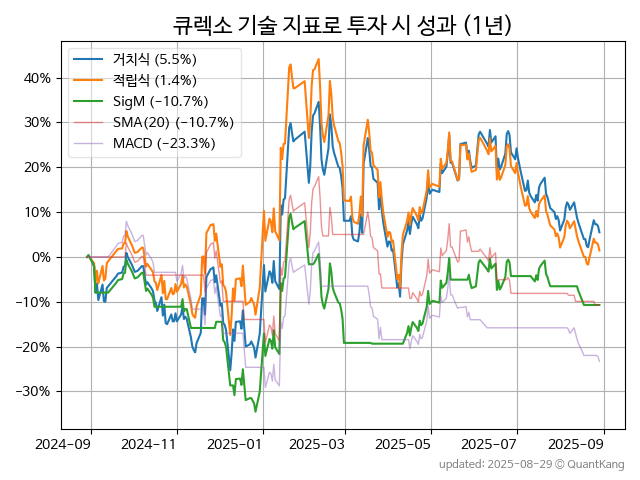 큐렉소 기술 지표로 투자 시 성과 (1년)
거치식 (5.5%)
적립식 (1.4%)
SigM (−10.7%)
SMA(20) (−10.7%)
MACD (−23.3%)
40%
30%
20%
10%
0%
−10%
−20%
−30%
2024-09 2024-11 2025-01 2025-03 2025-05 2025-07 2025-09
updated: 2025-08-29 © QuantKang